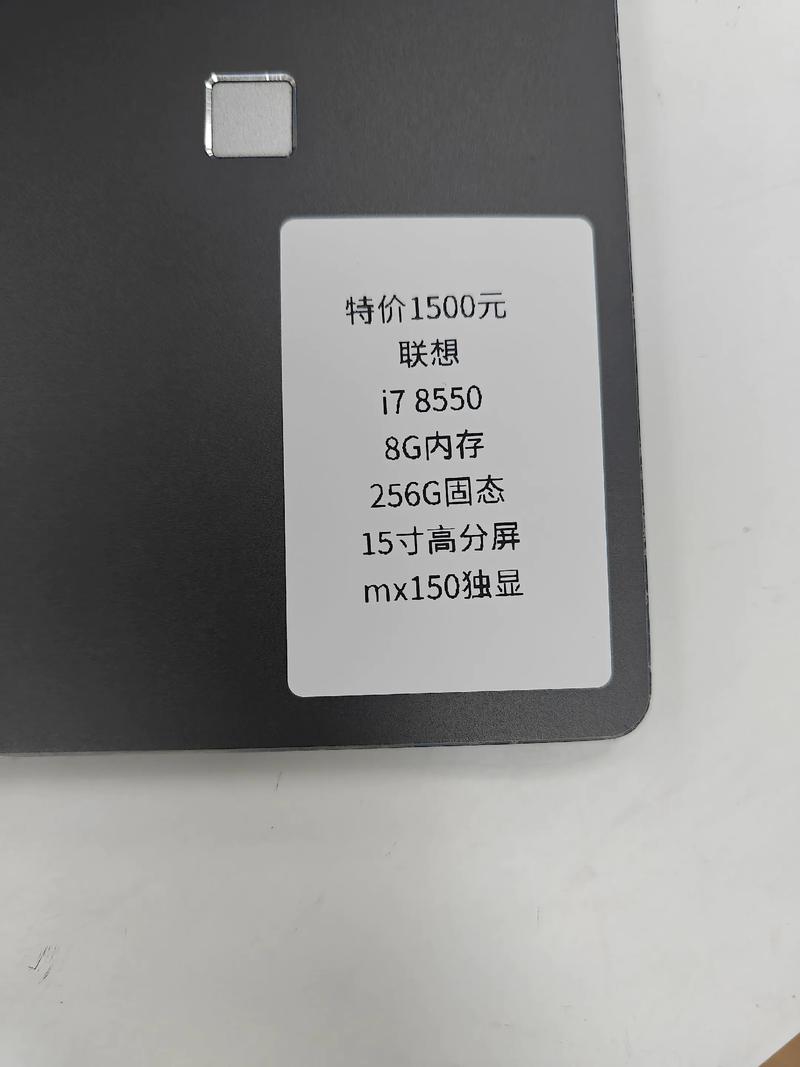 特价1500元
联想
i7 8550
8G内存
256G固态
15寸高分屏
mx150独显